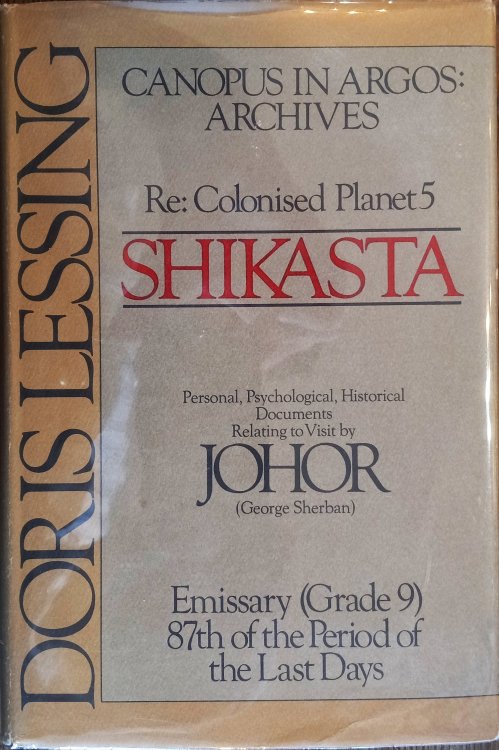 DORIS LESSING
CANOPUS IN ARGOS:
ARCHIVES
Re: Colonised Planet 5
SHIKASTA
Personal, Psychological, Historical
Documents
Relating to Visit by
JOHOR
(George Sherban)
Emissary (Grade 9)
87th of the Period of
the Last Days